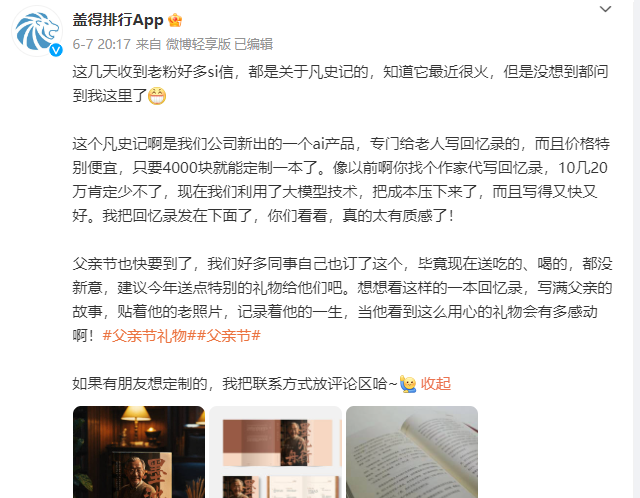 盖得排行App
6-7 20:17 来自 微博轻享版 已编辑
这几天收到老粉好多si信，都是关于凡史记的，知道它最近很火，但是没想到都问
到我这里了😁
这个凡史记啊是我们公司新出的一个ai产品，专门给老人写回忆录的，而且价格特
别便宜，只要4000块就能定制一本了。像以前啊你找个作家代写回忆录，10几20
万肯定少不了，现在我们利用了大模型技术，把成本压下来了，而且写得又快又
好。我把回忆录发在下面了，你们看看，真的太有质感了！
父亲节也快要到了，我们好多同事自己也订了这个，毕竟现在送吃的、喝的，都没
新意，建议今年送点特别的礼物给他们吧。想想看这样的一本回忆录，写满父亲的
故事，贴着他的老照片，记录着他的一生，当他看到这么用心的礼物会有多感动
啊！#父亲节礼物##父亲节#
如果有朋友想定制的，我把联系方式放评论区哈~🙋 收起